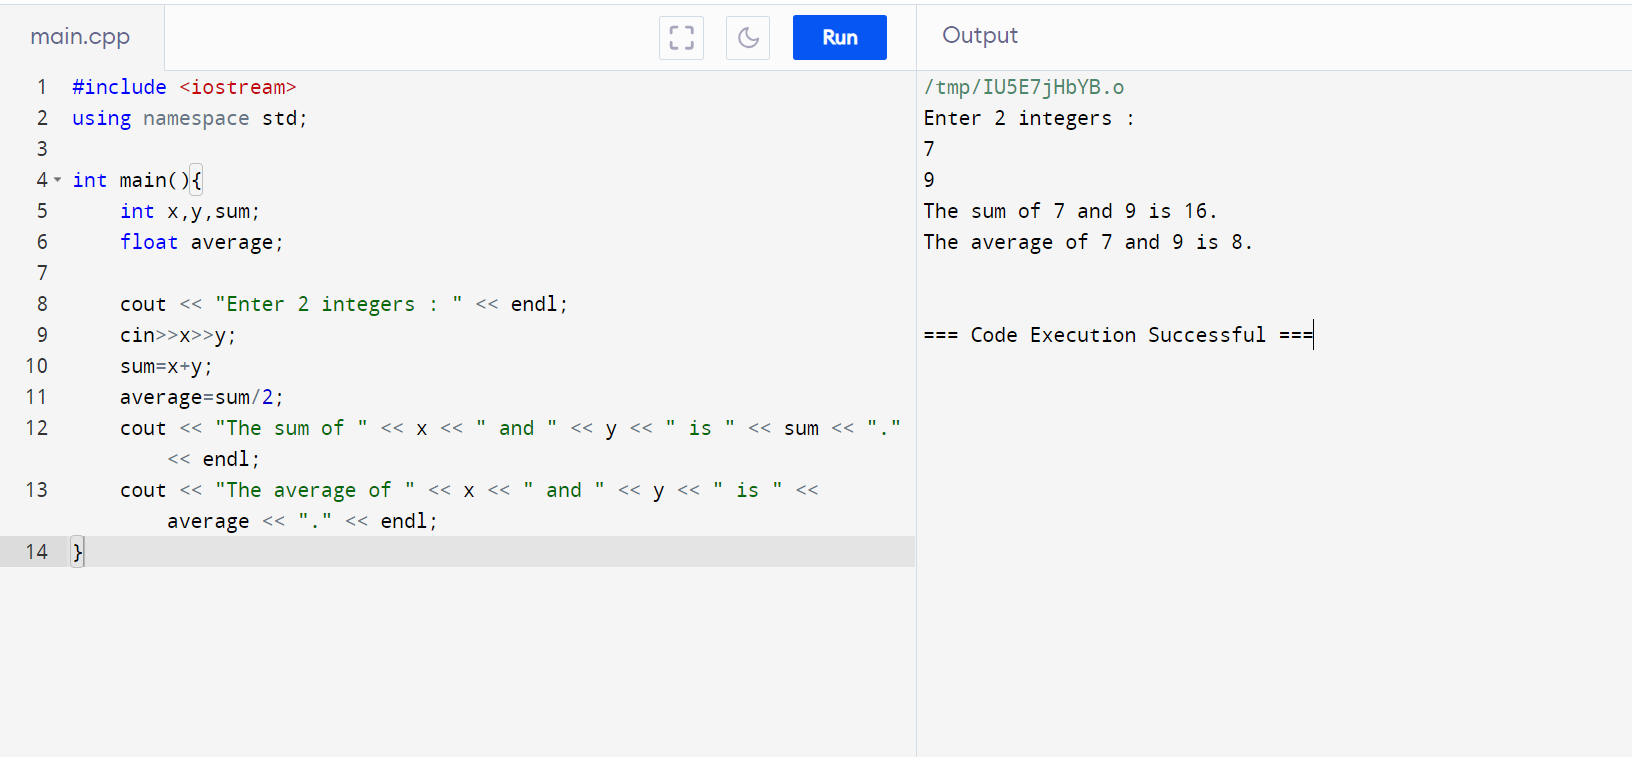 main.cpp
Run
Output
1 #include <iostream>
2 using namespace std;
3
4 int main(){
5     int x,y,sum;
6     float average;
7
8     cout << "Enter 2 integers : " << endl;
9     cin>>x>>y;
10     sum=x+y;
11     average=sum/2;
12     cout << "The sum of " << x << " and " << y << " is " << sum << "."
        << endl;
13     cout << "The average of " << x << " and " << y << " is " <<
        average << "." << endl;
14 }
/tmp/IU5E7jHbYB.o
Enter 2 integers :
7
9
The sum of 7 and 9 is 16.
The average of 7 and 9 is 8.
=== Code Execution Successful ===